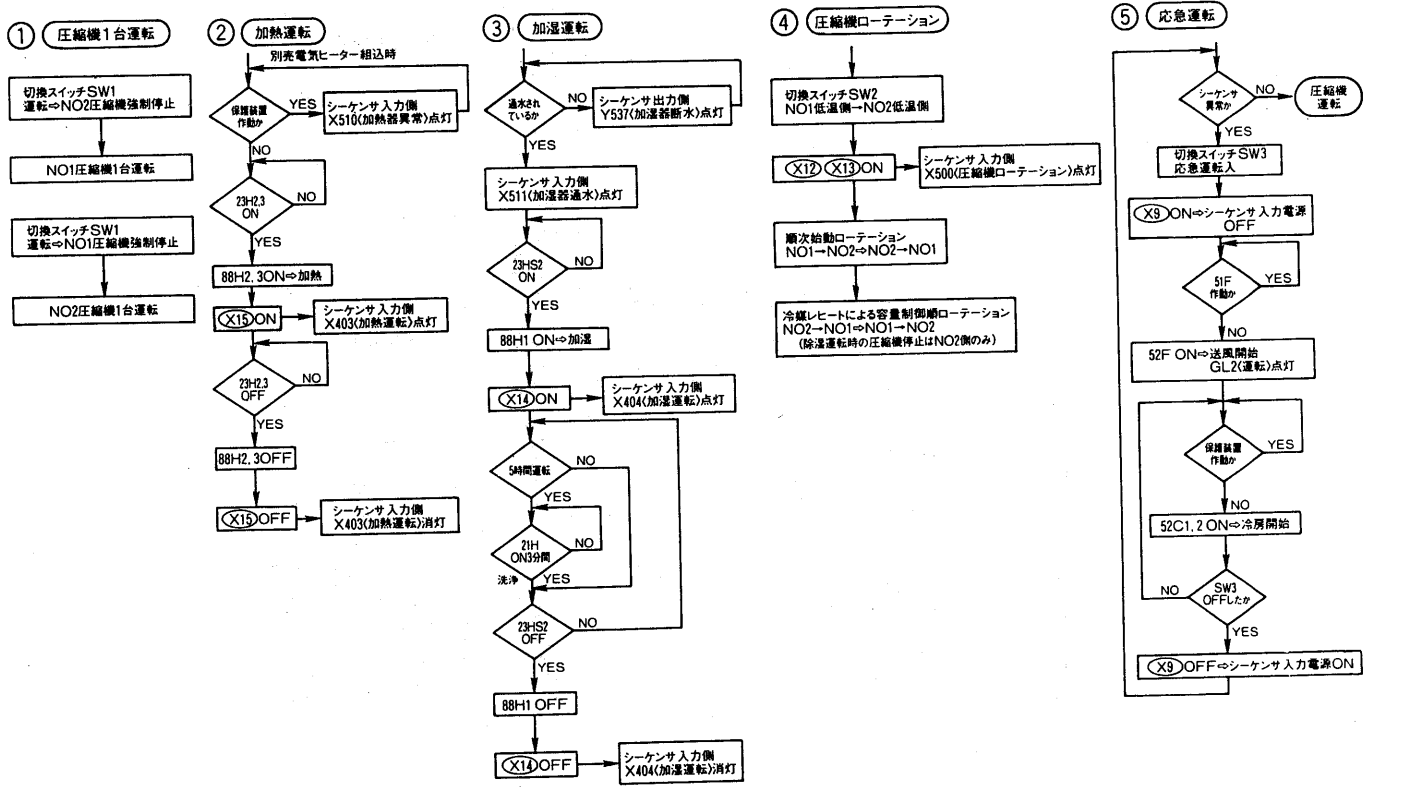 ① 圧縮機1台運転
切換スイッチSW1
運転⇨NO2圧縮機強制停止
NO1圧縮機1台運転
切換スイッチSW1
運転⇨NO1圧縮機強制停止
NO2圧縮機1台運転
② 加熱運転
別売電気ヒーター組込時
保護装置
作動か
YES
シーケンサ入力側
X510(加熱器異常)点灯
NO
23H2,3
ON
NO
YES
88H2,3ON⇨加熱
X15 ON
シーケンサ入力側
X403(加熱運転)点灯
23H2,3
OFF
NO
YES
88H2,3OFF
X15 OFF
シーケンサ入力側
X403(加熱運転)消灯
③ 加湿運転
通水され
ているか
NO
シーケンサ出力側
Y537(加湿器断水)点灯
YES
シーケンサ入力側
X511(加湿器通水)点灯
23HS2
ON
NO
YES
88H1 ON⇨加湿
X14 ON
シーケンサ入力側
X404(加湿運転)点灯
5時間運転
NO
YES
21H
ON3分間
NO
洗浄
YES
23HS2
OFF
NO
YES
88H1 OFF
X14 OFF
シーケンサ入力側
X404(加湿運転)消灯
④ 圧縮機ローテーション
切換スイッチSW2
NO1低温側→NO2低温側
X12 X13 ON
シーケンサ入力側
X500(圧縮機ローテーション)点灯
順次始動ローテーション
NO1→NO2⇨NO2→NO1
冷媒レヒートによる容量制御順ローテーション
NO2→NO1⇨NO1→NO2
(除湿運転時の圧縮機停止はNO2側のみ)
⑤ 応急運転
シーケンサ
異常か
NO
圧縮機
運転
YES
切換スイッチSW3
応急運転入
X9 ON⇨シーケンサ入力電源
OFF
51F
作動か
YES
NO
52F ON⇨送風開始
GL2(運転)点灯
保護装置
作動か
YES
NO
52C1,2 ON⇨冷房開始
SW3
OFFしたか
NO
YES
X9 OFF⇨シーケンサ入力電源ON